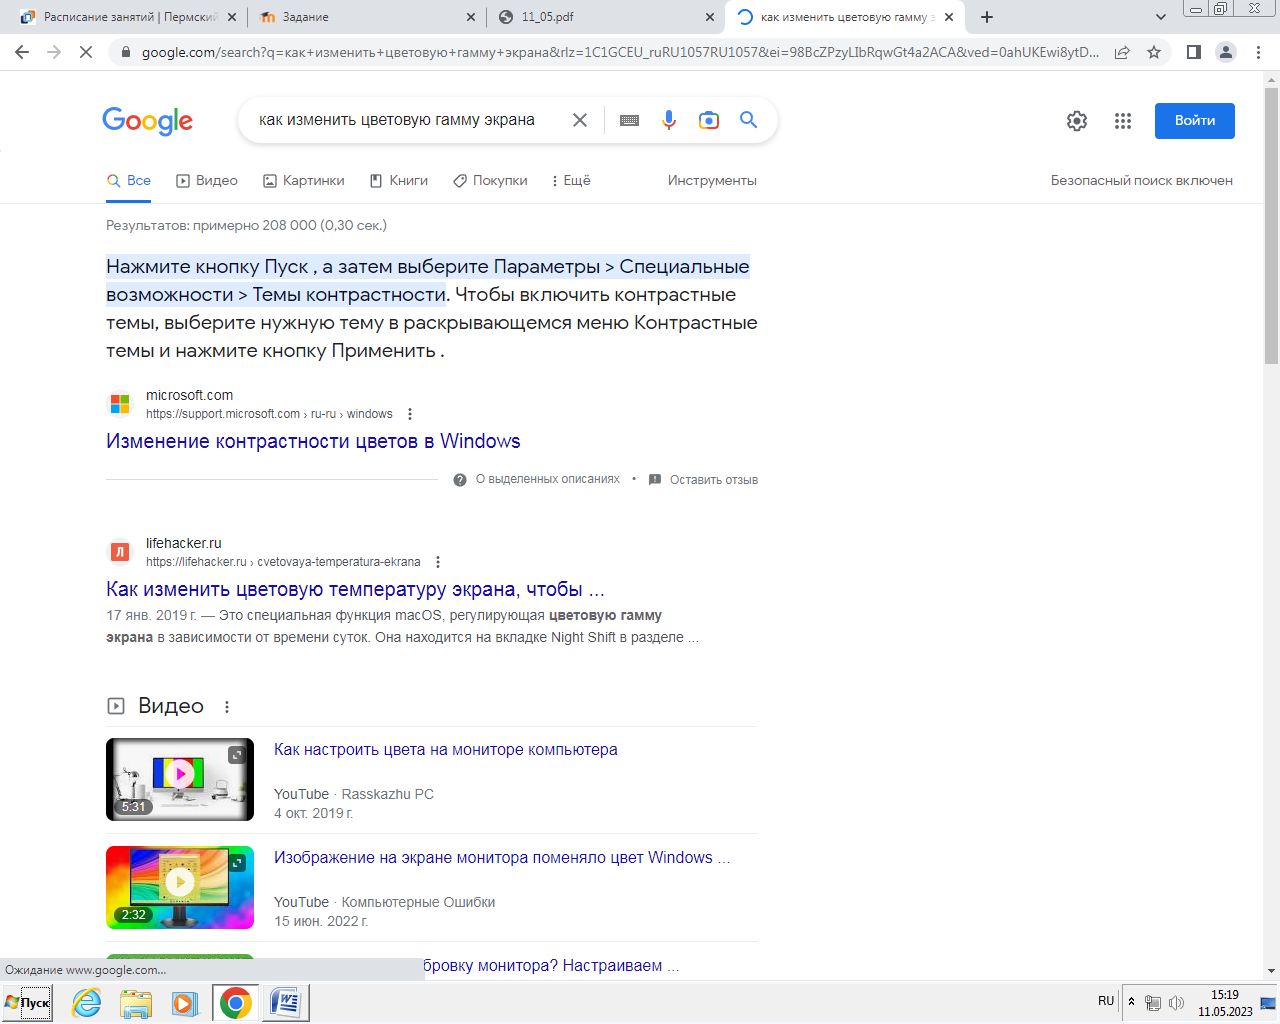 Расписание занятий | Пермский
Задание
11_05.pdf
как изменить цветовую гамму э
google.com/search?q=как+изменить+цветовую+гамму+экрана&rlz=1C1GCEU_ruRU1057RU1057&ei=98BcZPzyLIbRqwGt4a2ACA&ved=0ahUKEwi8ytD...
Google
как изменить цветовую гамму экрана
Войти
Все
Видео
Картинки
Книги
Покупки
Ещё
Инструменты
Безопасный поиск включен
Результатов: примерно 208 000 (0,30 сек.)
Нажмите кнопку Пуск , а затем выберите Параметры > Специальные
возможности > Темы контрастности. Чтобы включить контрастные
темы, выберите нужную тему в раскрывающемся меню Контрастные
темы и нажмите кнопку Применить .
microsoft.com
https://support.microsoft.com › ru-ru › windows
Изменение контрастности цветов в Windows
О выделенных описаниях • Оставить отзыв
Л
lifehacker.ru
https://lifehacker.ru › cvetovaya-temperatura-ekrana
Как изменить цветовую температуру экрана, чтобы ...
17 янв. 2019 г. — Это специальная функция macOS, регулирующая цветовую гамму
экрана в зависимости от времени суток. Она находится на вкладке Night Shift в разделе ...
Видео
5:31
Как настроить цвета на мониторе компьютера
YouTube · Rasskazhu PC
4 окт. 2019 г.
2:32
Изображение на экране монитора поменяло цвет Windows ...
YouTube · Компьютерные Ошибки
15 июн. 2022 г.
бровку монитора? Настраиваем ...
Ожидание www.google.com...
Пуск
RU
15:19
11.05.2023